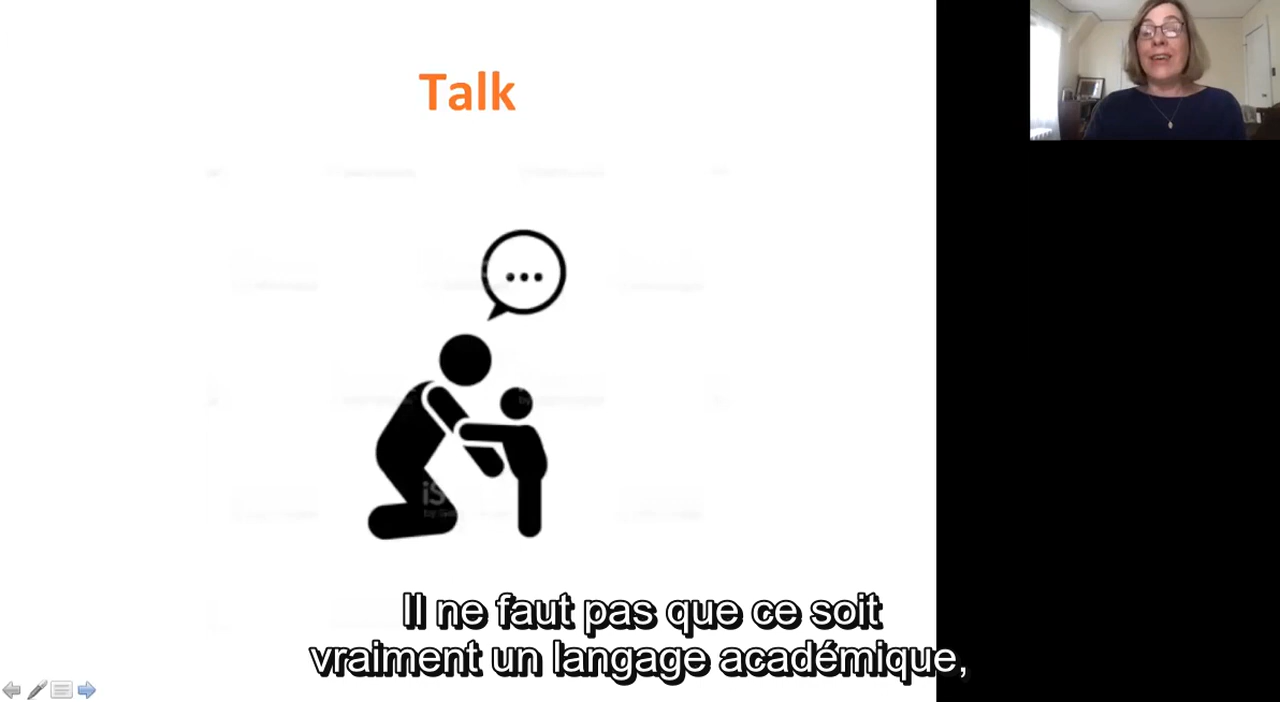 Talk
Il ne faut pas que ce soit
vraiment un langage académique,